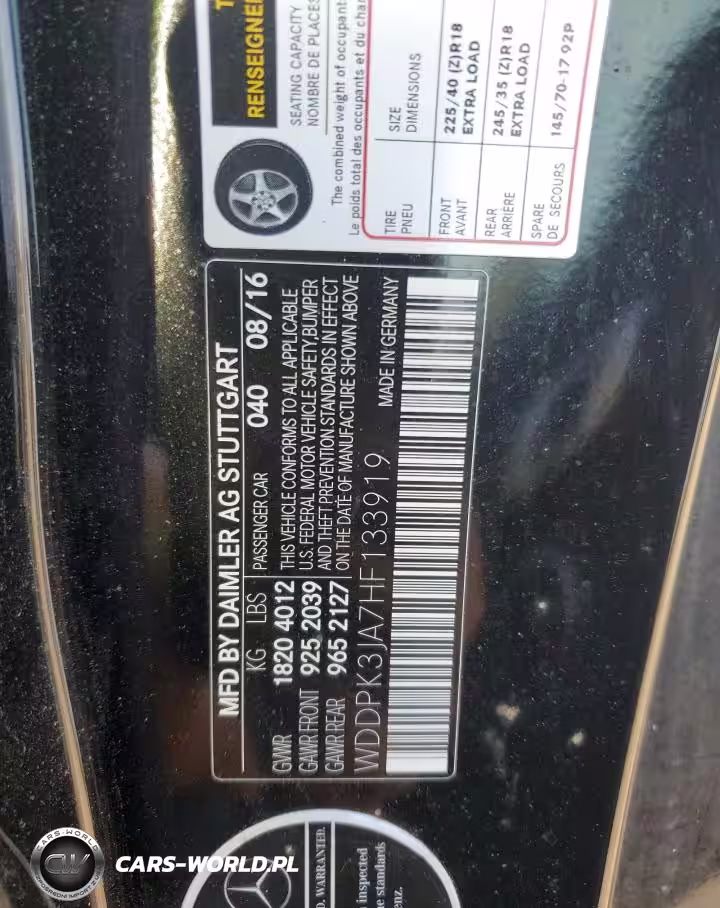 RENSEIGNE
SEATING CAPACITY
NOMBRE DE PLACES
The combined weight of occupants
Le poids total des occupants et du char
TIRE
PNEU
SIZE
DIMENSIONS
FRONT
AVANT
225/40 (Z)R18
EXTRA LOAD
REAR
ARRIÈRE
245/35 (Z)R18
EXTRA LOAD
SPARE
DE SECOURS
145/70-17 92P
MFD BY DAIMLER AG STUTTGART
KG LBS PASSENGER CAR 040 08/16
GVWR 1820 4012
GAWR FRONT 925 2039
GAWR REAR 965 2127
THIS VEHICLE CONFORMS TO ALL APPLICABLE
U.S. FEDERAL MOTOR VEHICLE SAFETY,BUMPER
AND THEFT PREVENTION STANDARDS IN EFFECT
ON THE DATE OF MANUFACTURE SHOWN ABOVE
WDDPK3JA7HF133919 MADE IN GERMANY
D. WARRANTED.
inspected
e standards
enz.
CARS-WORLD
CW
CARS-WORLD.PL